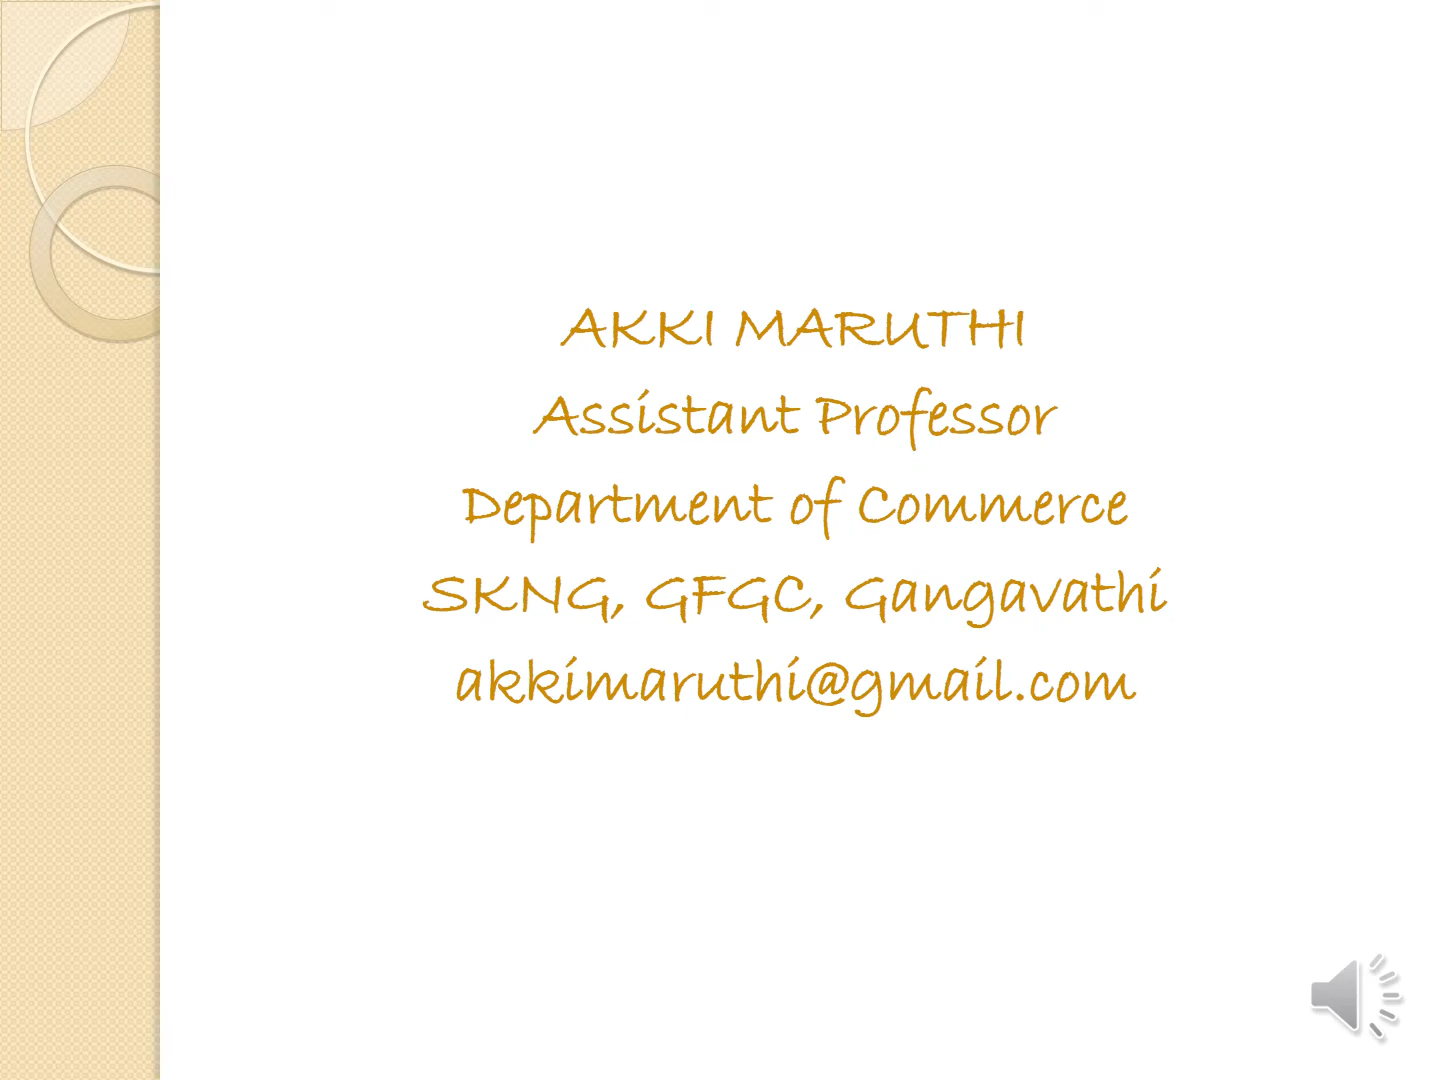 AKKI MARUTHI
Assistant Professor
Department of Commerce
SKNG, GFGC, Gangavathi
akkimaruthi@gmail.com